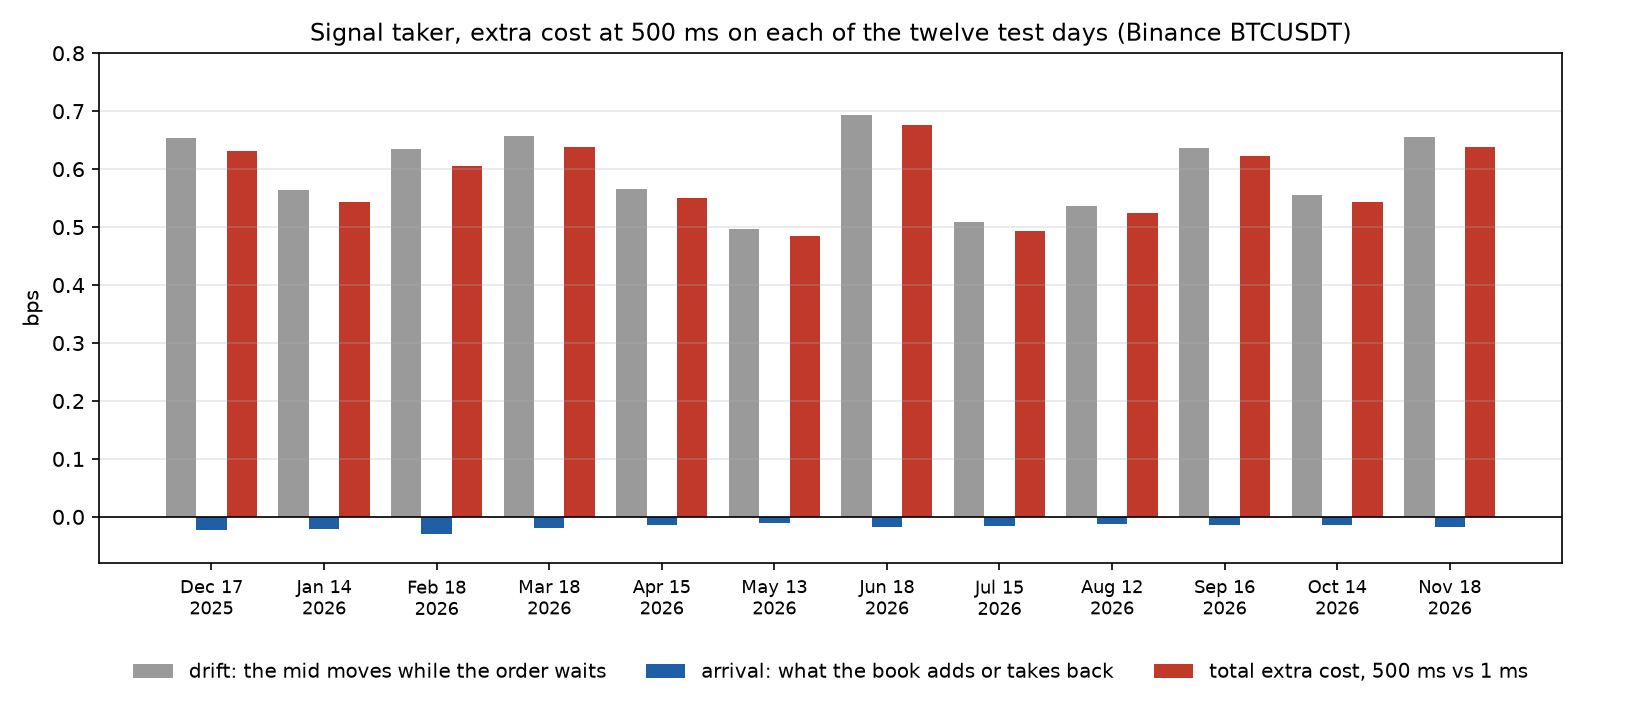 Signal taker, extra cost at 500 ms on each of the twelve test days (Binance BTCUSDT)
bps
0.8
0.7
0.6
0.5
0.4
0.3
0.2
0.1
0.0
Dec 17
2025
Jan 14
2026
Feb 18
2026
Mar 18
2026
Apr 15
2026
May 13
2026
Jun 18
2026
Jul 15
2026
Aug 12
2026
Sep 16
2026
Oct 14
2026
Nov 18
2026
drift: the mid moves while the order waits
arrival: what the book adds or takes back
total extra cost, 500 ms vs 1 ms